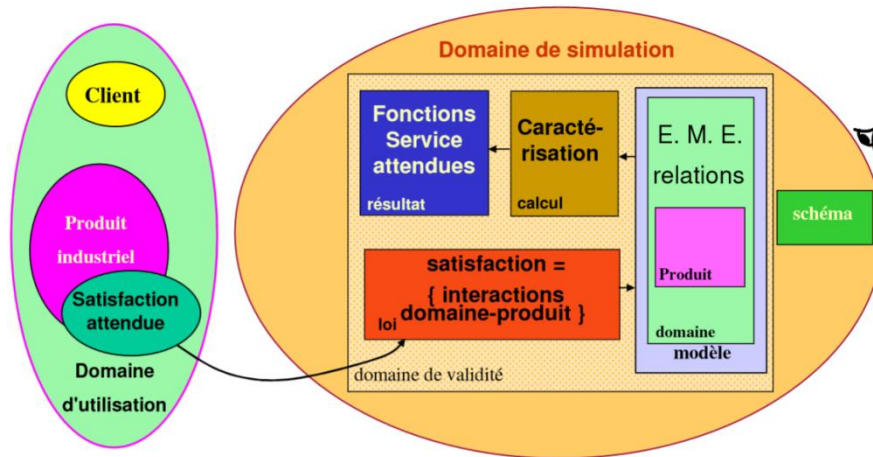 Client
Produit
industriel
Satisfaction
attendue
Domaine
d'utilisation
Domaine de simulation
Fonctions
Service
attendues
résultat
Caracté-
risation
calcul
E. M. E.
relations
Produit
domaine
modèle
schéma
satisfaction =
{ interactions
loi domaine-produit }
domaine de validité